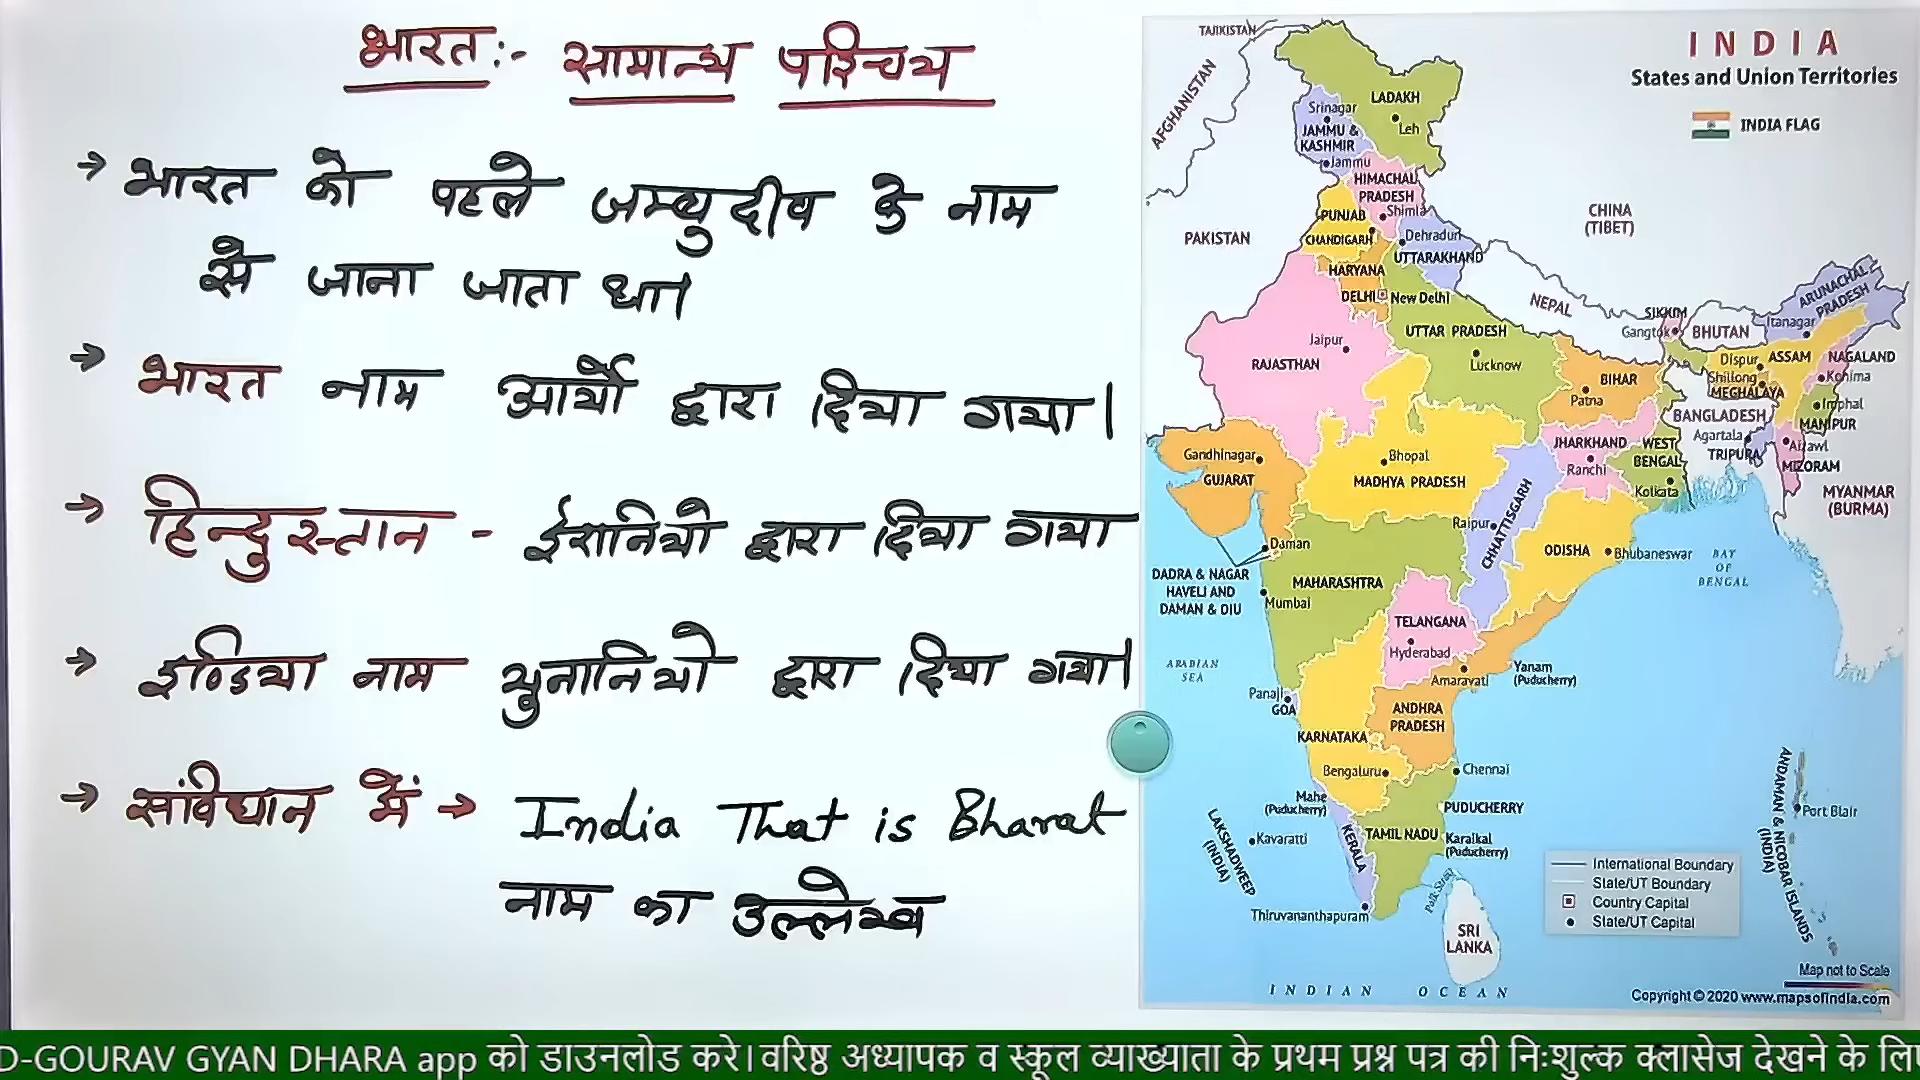 भारत :- सामान्य परिचय
→ भारत को पहले जम्बुद्वीप के नाम
से जाना जाता था।
→ भारत नाम आर्यो द्वारा दिया गया।
→ हिन्दुस्तान - ईरानियो द्वारा दिया गया
→ इण्डिया नाम युनानियो द्वारा दिया गया।
→ संविधान में → India That is Bharat
नाम का उल्लेख
INDIA
States and Union Territories
INDIA FLAG
TAJIKISTAN
AFGHANISTAN
PAKISTAN
CHINA
(TIBET)
NEPAL
BHUTAN
BANGLADESH
MYANMAR
(BURMA)
SRI
LANKA
LADAKH
Leh
Srinagar
JAMMU &
KASHMIR
Jammu
HIMACHAL
PRADESH
Shimla
PUNJAB
CHANDIGARH
Dehradun
UTTARAKHAND
HARYANA
DELHI
New Delhi
UTTAR PRADESH
Lucknow
Jaipur
RAJASTHAN
BIHAR
Patna
SIKKIM
Gangtok
ARUNACHAL
PRADESH
Itanagar
Dispur
ASSAM
NAGALAND
Kohima
Shillong
MEGHALAYA
Imphal
MANIPUR
Agartala
TRIPURA
Aizawl
MIZORAM
JHARKHAND
Ranchi
WEST
BENGAL
Kolkata
Gandhinagar
GUJARAT
Bhopal
MADHYA PRADESH
Raipur
CHHATTISGARH
ODISHA
Bhubaneswar
Daman
DADRA & NAGAR
HAVELI AND
DAMAN & DIU
MAHARASHTRA
Mumbai
TELANGANA
Hyderabad
Amaravati
Yanam
(Puducherry)
ANDHRA
PRADESH
Panaji
GOA
KARNATAKA
Bengaluru
Chennai
Mahe
(Puducherry)
PUDUCHERRY
KERALA
TAMIL NADU
Karaikal
(Puducherry)
Kavaratti
LAKSHADWEEP
(INDIA)
Thiruvananthapuram
Palk Strait
ANDAMAN & NICOBAR ISLANDS
(INDIA)
Port Blair
ARABIAN
SEA
BAY
OF
BENGAL
INDIAN OCEAN
International Boundary
State/UT Boundary
Country Capital
State/UT Capital
Map not to Scale
Copyright © 2020 www.mapsofindia.com
D-GOURAV GYAN DHARA app को डाउनलोड करे। वरिष्ठ अध्यापक व स्कूल व्याख्याता के प्रथम प्रश्न पत्र की निःशुल्क क्लासेज देखने के लि